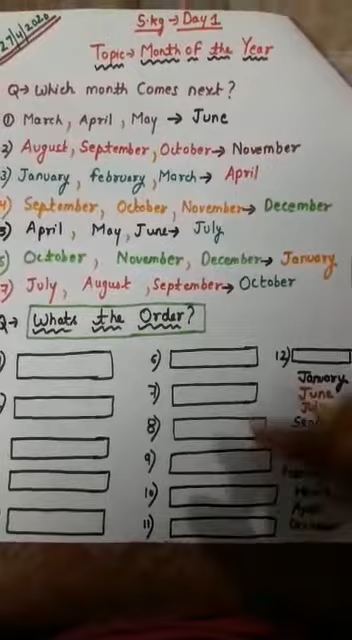 27/4/2020
S.kg → Day 1
Topic → Month of the Year
Q → Which month Comes next?
① March, April, May → June
2) August, September, October → November
3) January, february, March → April
4) September, October, November → December
5) April, May, June → July
6) October, November, December → January
7) July, August, September → October
Q → Whats the Order?
6) 12)
7) January
June
8)
9)
10)
11)